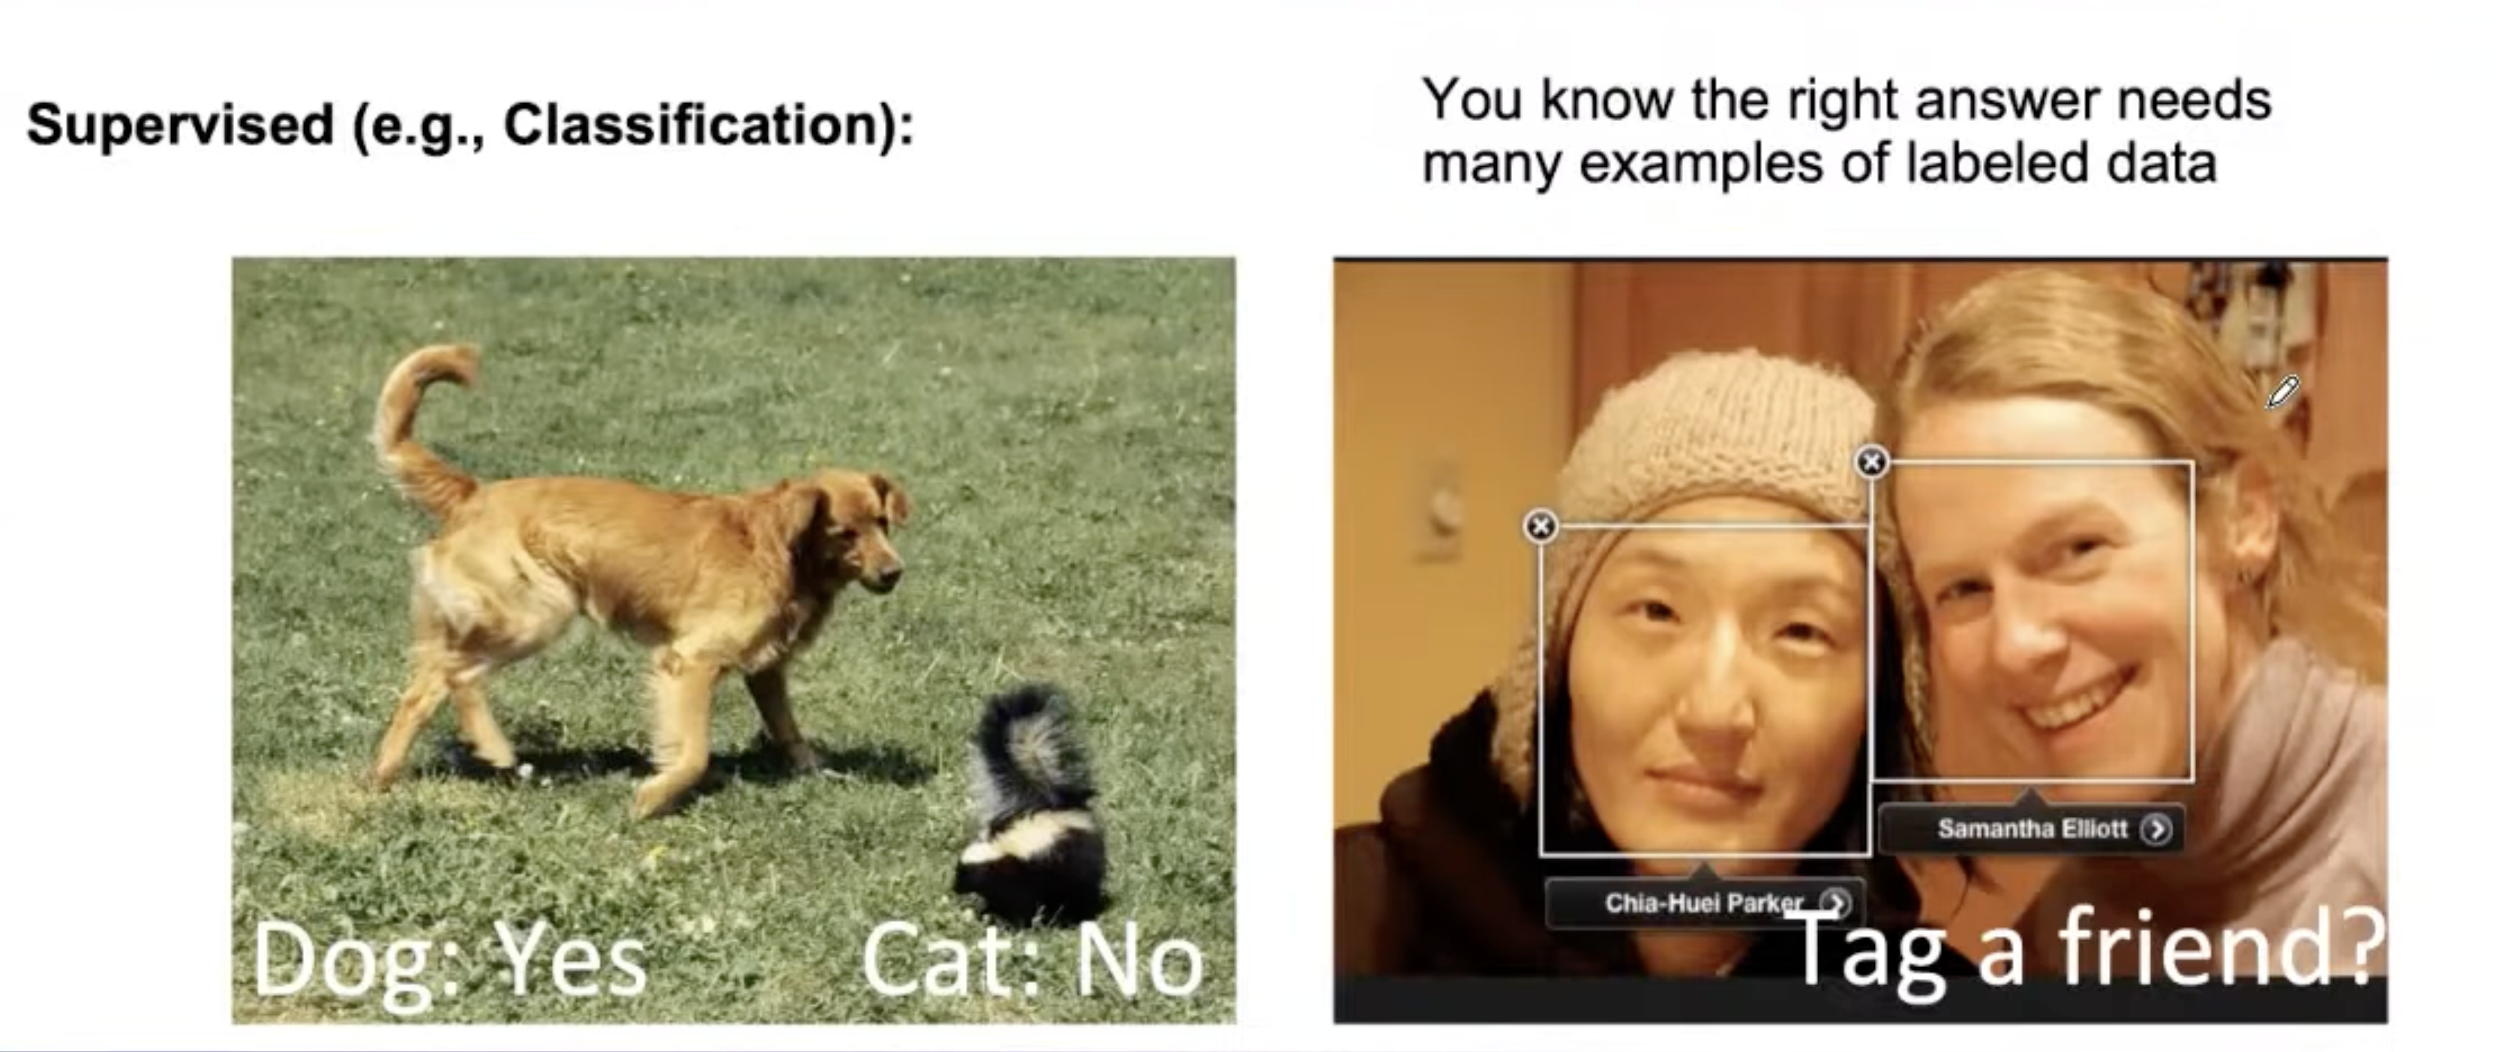 Supervised (e.g., Classification):
You know the right answer needs
many examples of labeled data
Dog: Yes
Cat: No
Samantha Elliott
Chia-Huei Parker
Tag a friend?